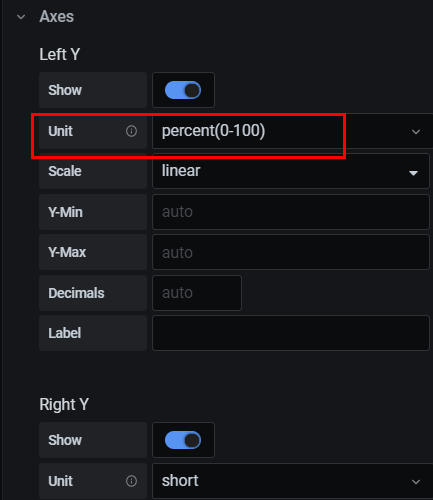 Axes
Left Y
Show
Unit percent(0-100)
Scale linear
Y-Min auto
Y-Max auto
Decimals auto
Label
Right Y
Show
Unit short